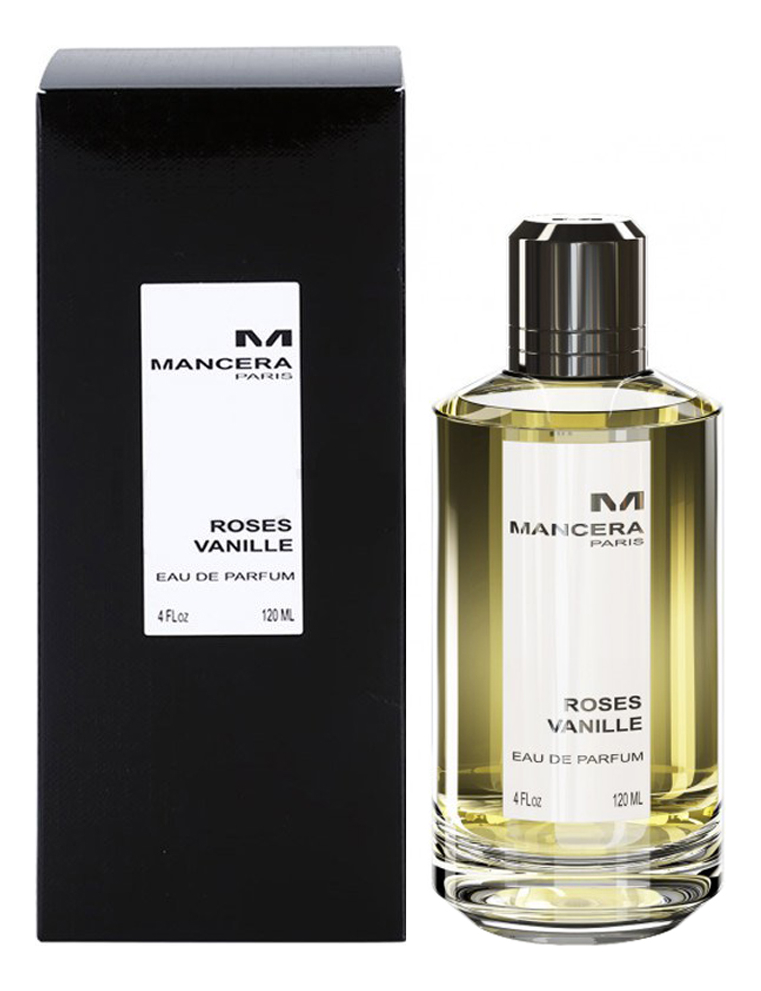 M
MANCERA
PARIS
ROSES
VANILLE
EAU DE PARFUM
4 FLoz 120 ML
M
MANCERA
PARIS
ROSES
VANILLE
EAU DE PARFUM
4 FLoz 120 ML